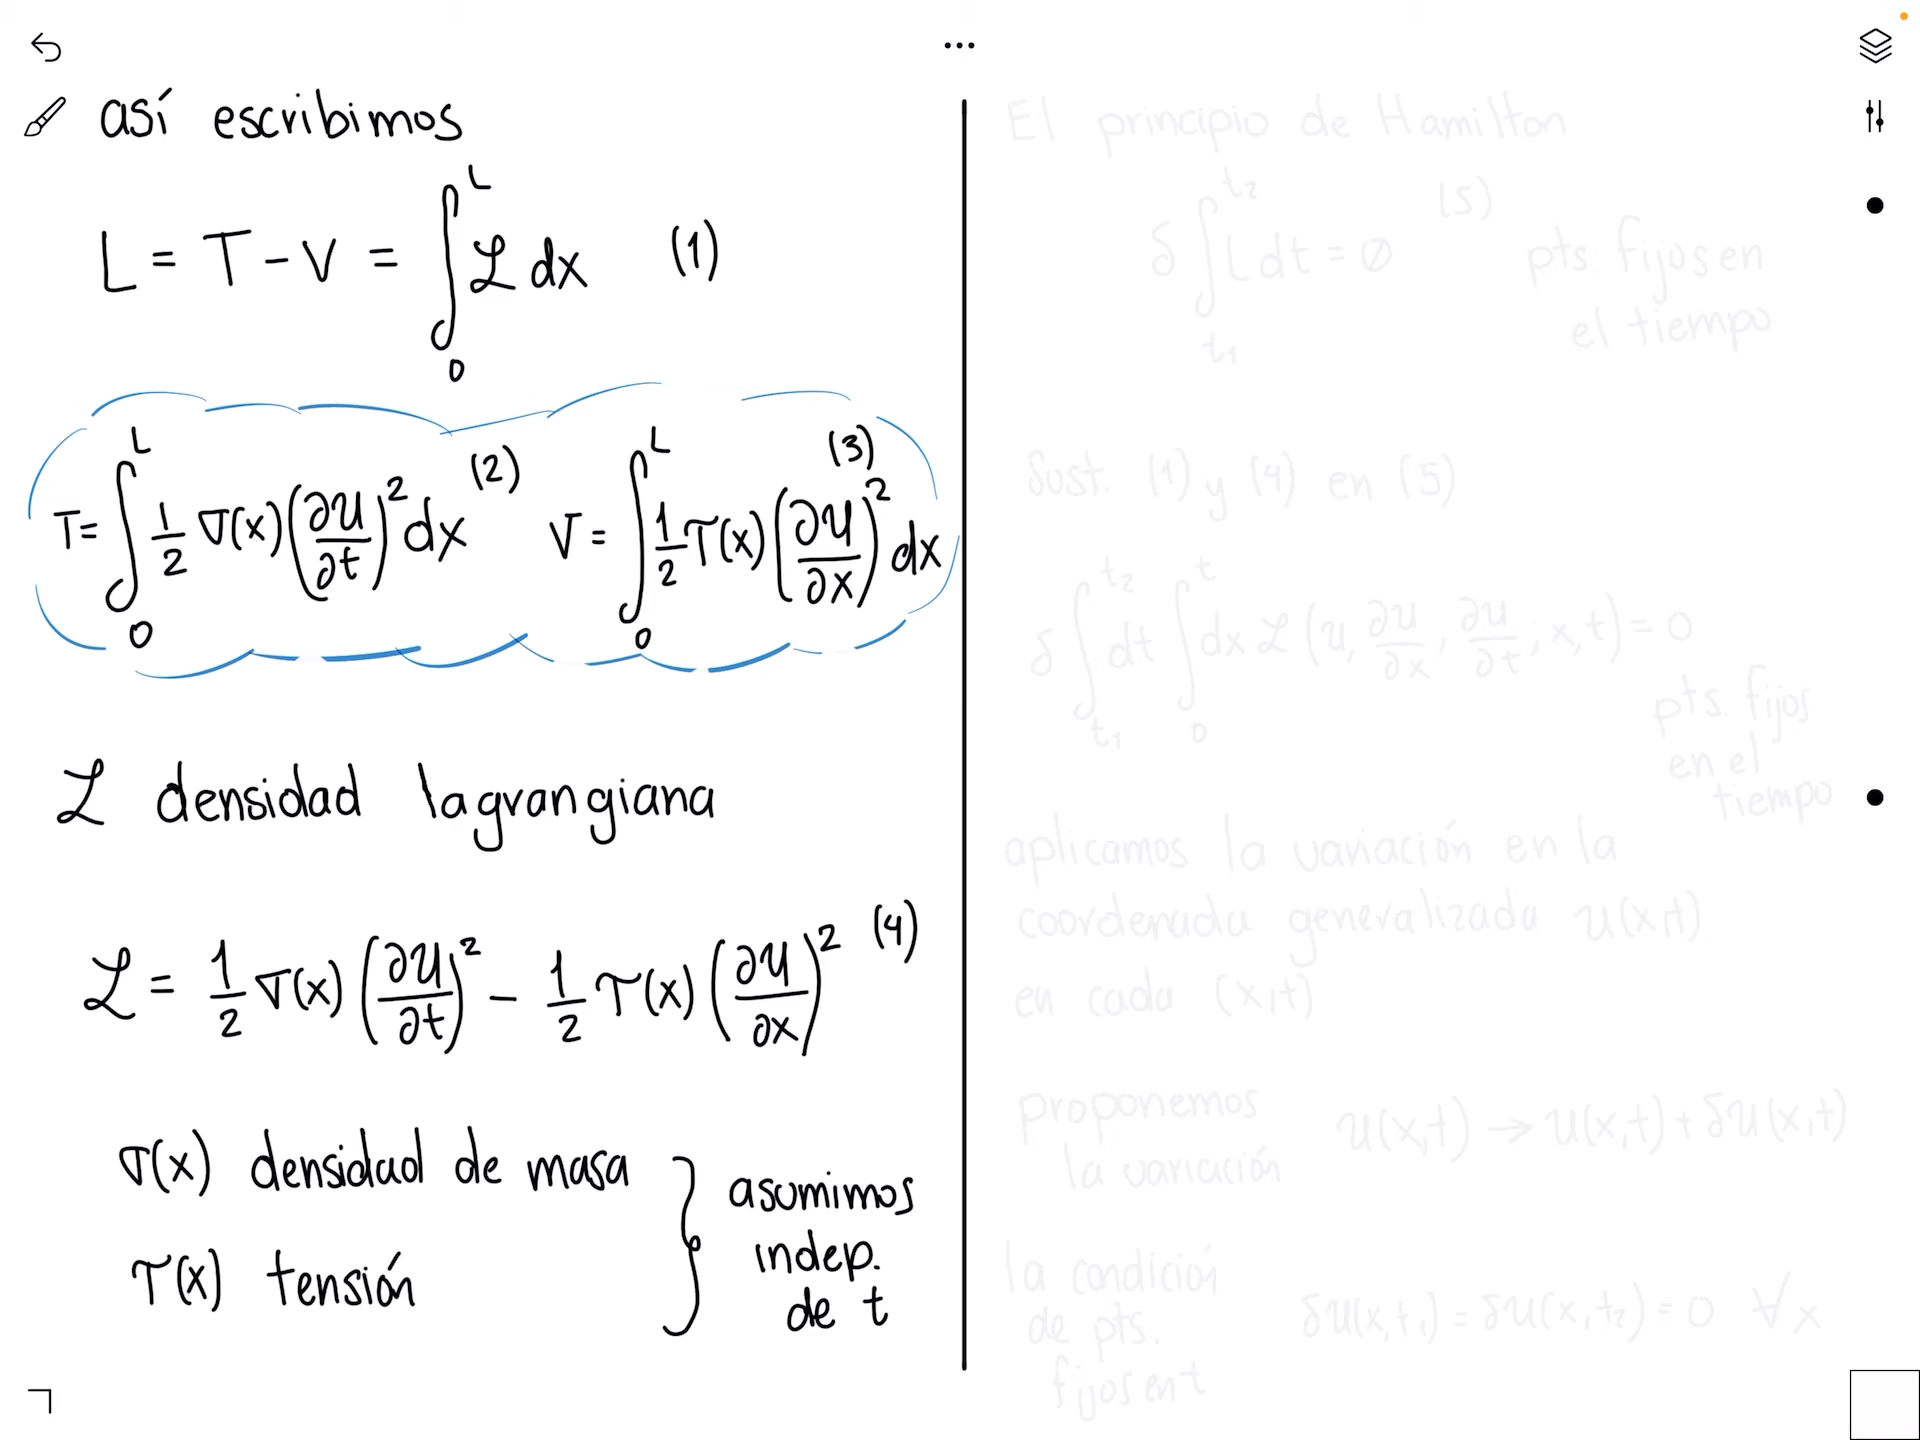 así escribimos
L = T - V = ∫₀ᴸ ℒ dx (1)
T = ∫₀ᴸ 1/2 σ(x) (∂u/∂t)² dx (2) V = ∫₀ᴸ 1/2 τ(x) (∂u/∂x)² dx (3)
ℒ densidad lagrangiana
ℒ = 1/2 σ(x) (∂u/∂t)² - 1/2 τ(x) (∂u/∂x)² (4)
σ(x) densidad de masa
τ(x) tensión
} asumimos
indep.
de t
El principio de Hamilton
δ ∫ₜ₁ᵗ² L dt = 0 (5)
pts. fijos en
el tiempo
Sust. (1) y (4) en (5)
δ ∫ₜ₁ᵗ² dt ∫₀ᵗ dx ℒ (u, ∂u/∂x, ∂u/∂t; x, t) = 0
pts. fijos
en el
tiempo
aplicamos la variación en la
coordenada generalizada u(x,t)
en cada (x,t)
proponemos
la variación
u(x,t) → u(x,t) + δu(x,t)
la condición
de pts.
fijos en t
δu(x,t₁) = δu(x,t₂) = 0 ∀x